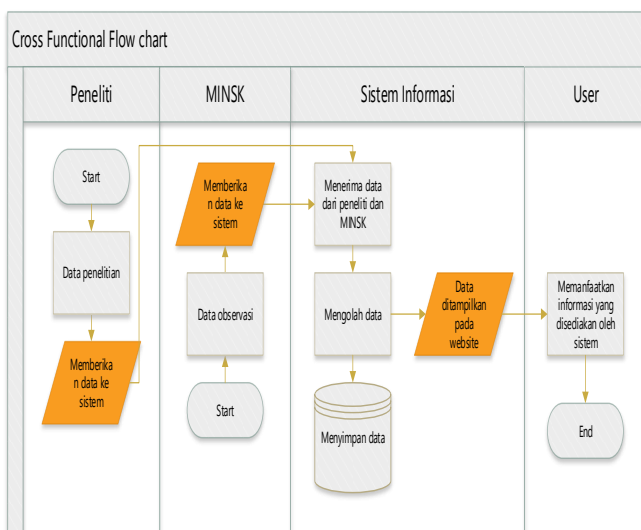 Cross Functional Flow chart
Peneliti
MINSK
Sistem Informasi
User
Start
Data penelitian
Memberika
n data ke
sistem
Memberika
n data ke
sistem
Data observasi
Start
Menerima data
dari peneliti dan
MINSK
Mengolah data
Menyimpan data
Data
ditampilkan
pada
website
Memanfaatkan
informasi yang
disediakan oleh
sistem
End